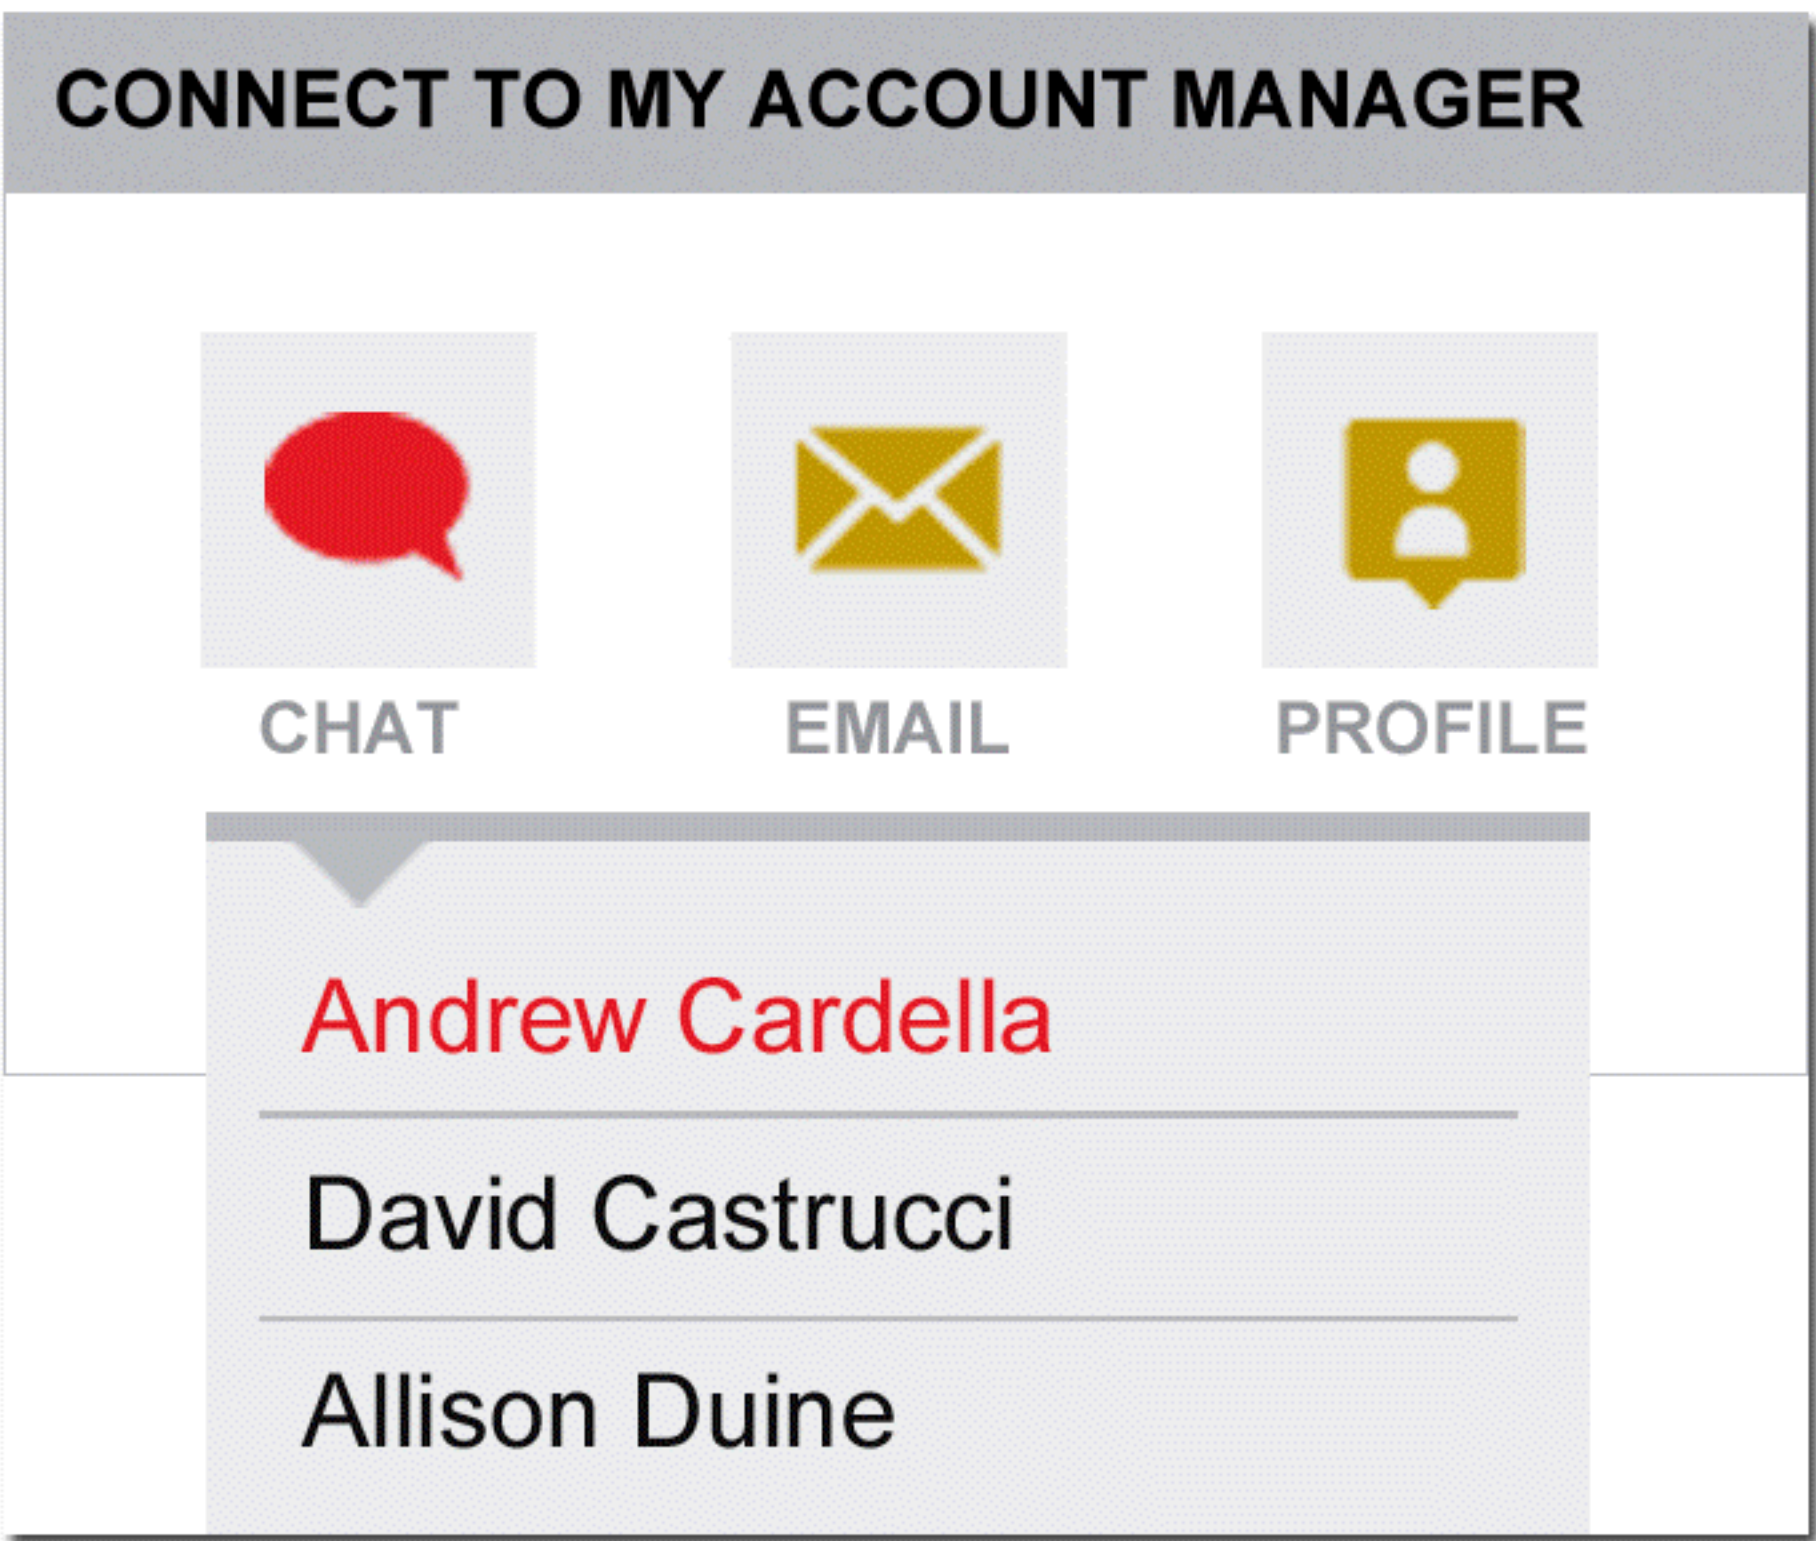 CONNECT TO MY ACCOUNT MANAGER
CHAT EMAIL PROFILE
Andrew Cardella
David Castrucci
Allison Duine